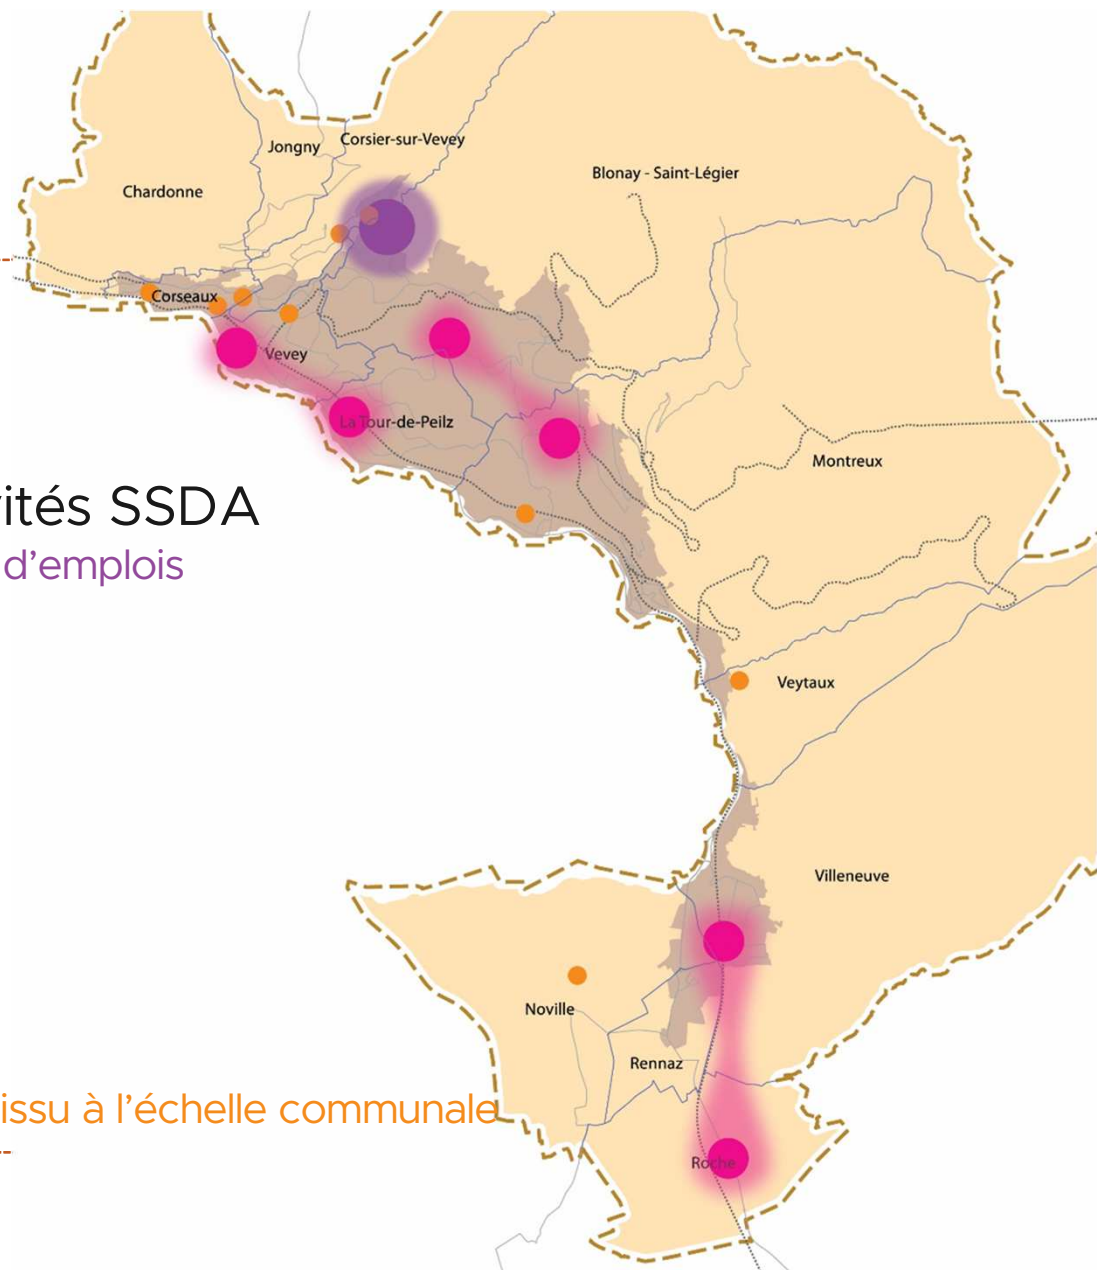 Jongny
Corsier-sur-Vevey
Blonay - Saint-Légier
Chardonne
Corseaux
Vevey
La Tour-de-Peilz
Montreux
ités SSDA
d'emplois
Veytaux
Villeneuve
Noville
Rennaz
issu à l'échelle communale
Roche